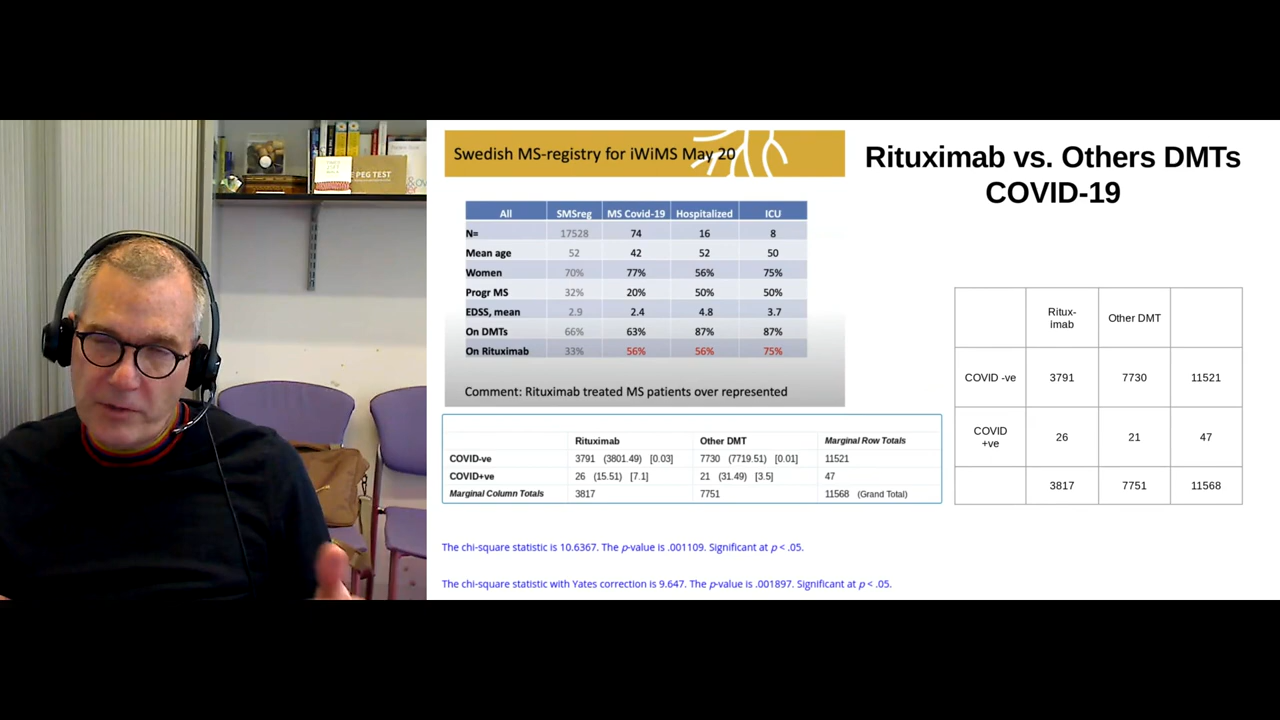 PEG TEST
Swedish MS-registry for iWiMS May 20
Rituximab vs. Others DMTs
COVID-19
All SMSreg MS Covid-19 Hospitalized ICU
N= 17528 74 16 8
Mean age 52 42 52 50
Women 70% 77% 56% 75%
Progr MS 32% 20% 50% 50%
EDSS, mean 2.9 2.4 4.8 3.7
On DMTs 66% 63% 87% 87%
On Rituximab 33% 56% 56% 75%
Comment: Rituximab treated MS patients over represented
Rituximab Other DMT Marginal Row Totals
COVID-ve 3791 (3801.49) [0.03] 7730 (7719.51) [0.01] 11521
COVID+ve 26 (15.51) [7.1] 21 (31.49) [3.5] 47
Marginal Column Totals 3817 7751 11568 (Grand Total)
The chi-square statistic is 10.6367. The p-value is .001109. Significant at p < .05.
The chi-square statistic with Yates correction is 9.647. The p-value is .001897. Significant at p < .05.
Ritux-
imab Other DMT
COVID -ve 3791 7730 11521
COVID
+ve 26 21 47
3817 7751 11568